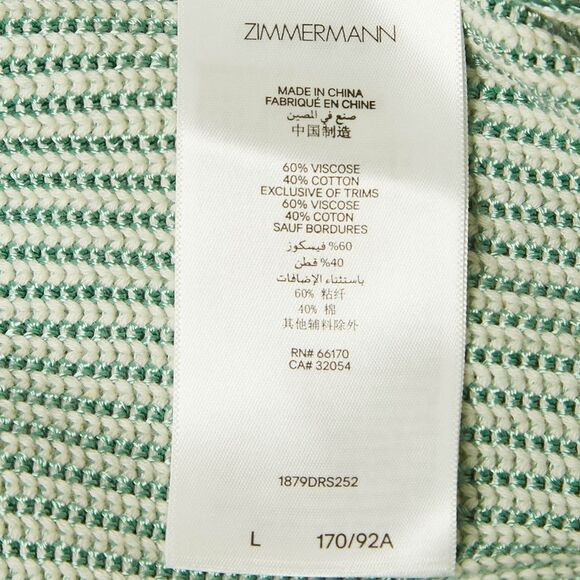 ZIMMERMANN
MADE IN CHINA
FABRIQUÉ EN CHINE
صنع في الصين
中国制造
60% VISCOSE
40% COTTON
EXCLUSIVE OF TRIMS
60% VISCOSE
40% COTON
SAUF BORDURES
60% فيسكوز
40% قطن
باستثناء الإضافات
60% 粘纤
40% 棉
其他辅料除外
RN# 66170
CA# 32054
1879DRS252
L 170/92A